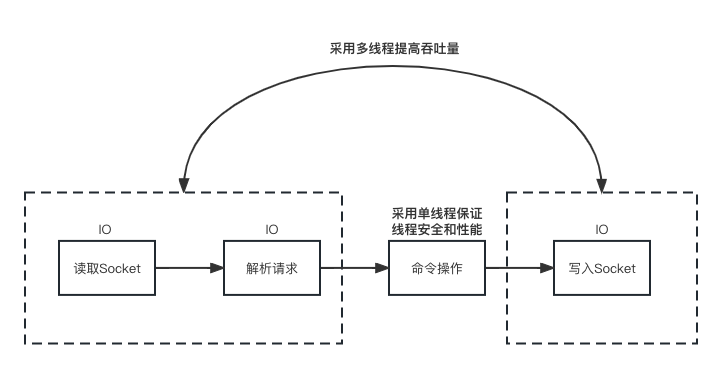 采用多线程提高吞吐量
采用单线程保证
线程安全和性能
IO
IO
IO
读取Socket
解析请求
命令操作
写入Socket